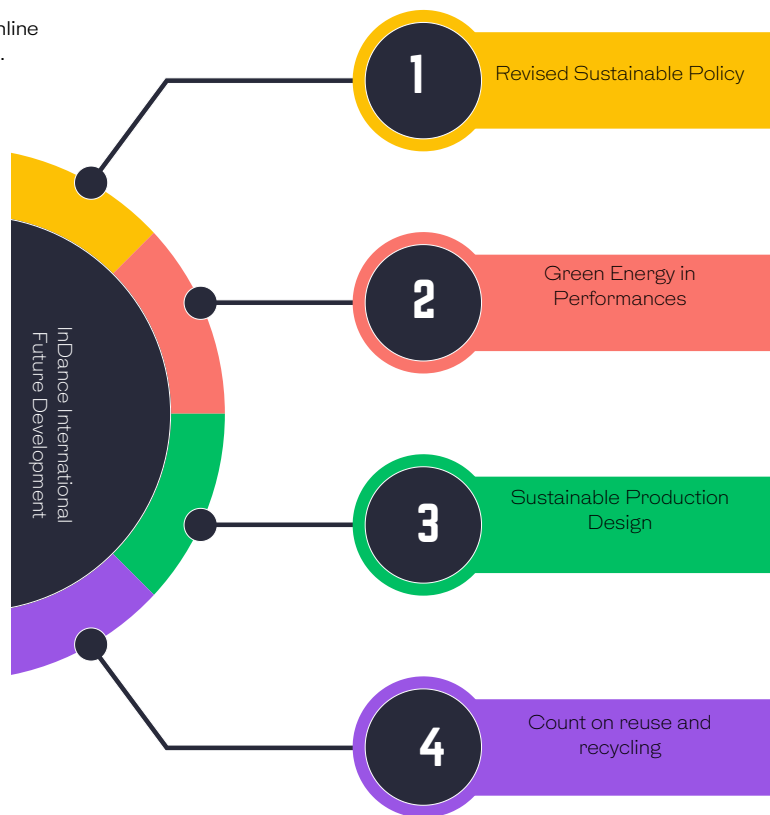 nline
.
1
Revised Sustainable Policy
2
Green Energy in
Performances
InDance International
Future Development
3
Sustainable Production
Design
4
Count on reuse and
recycling